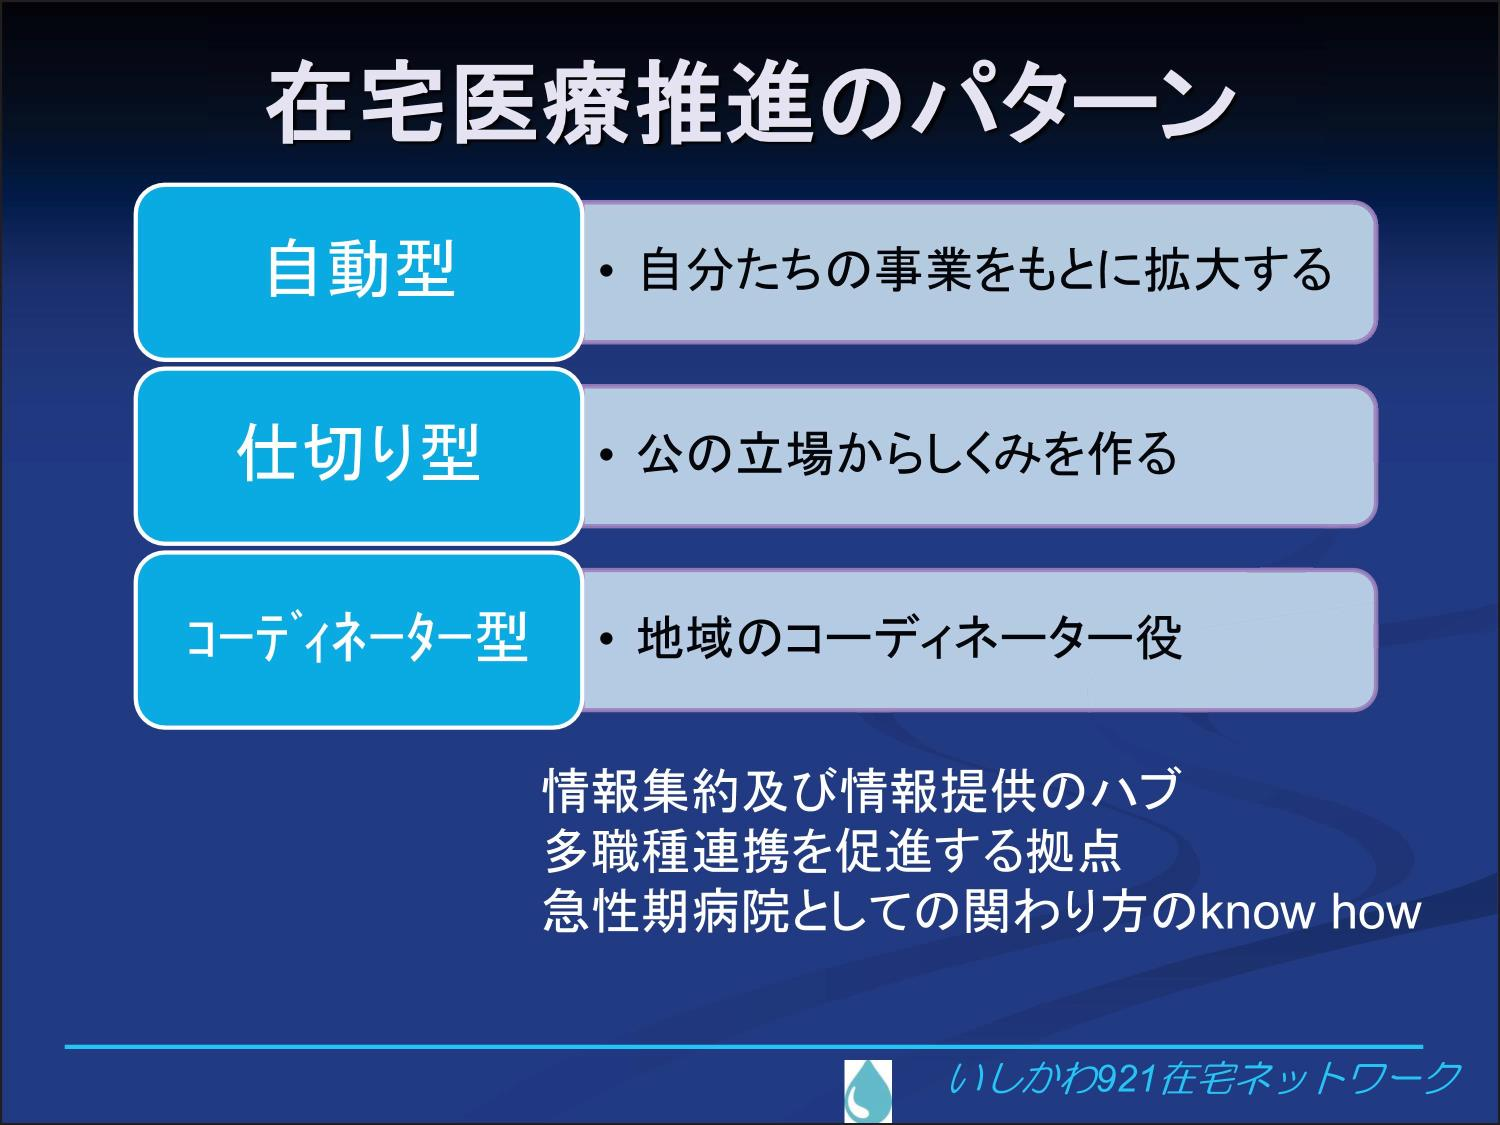 在宅医療推進のパターン
自動型
• 自分たちの事業をもとに拡大する
仕切り型
• 公の立場からしくみを作る
コーディネーター型
• 地域のコーディネーター役
情報集約及び情報提供のハブ
多職種連携を促進する拠点
急性期病院としての関わり方のknow how
いしかわ921在宅ネットワーク